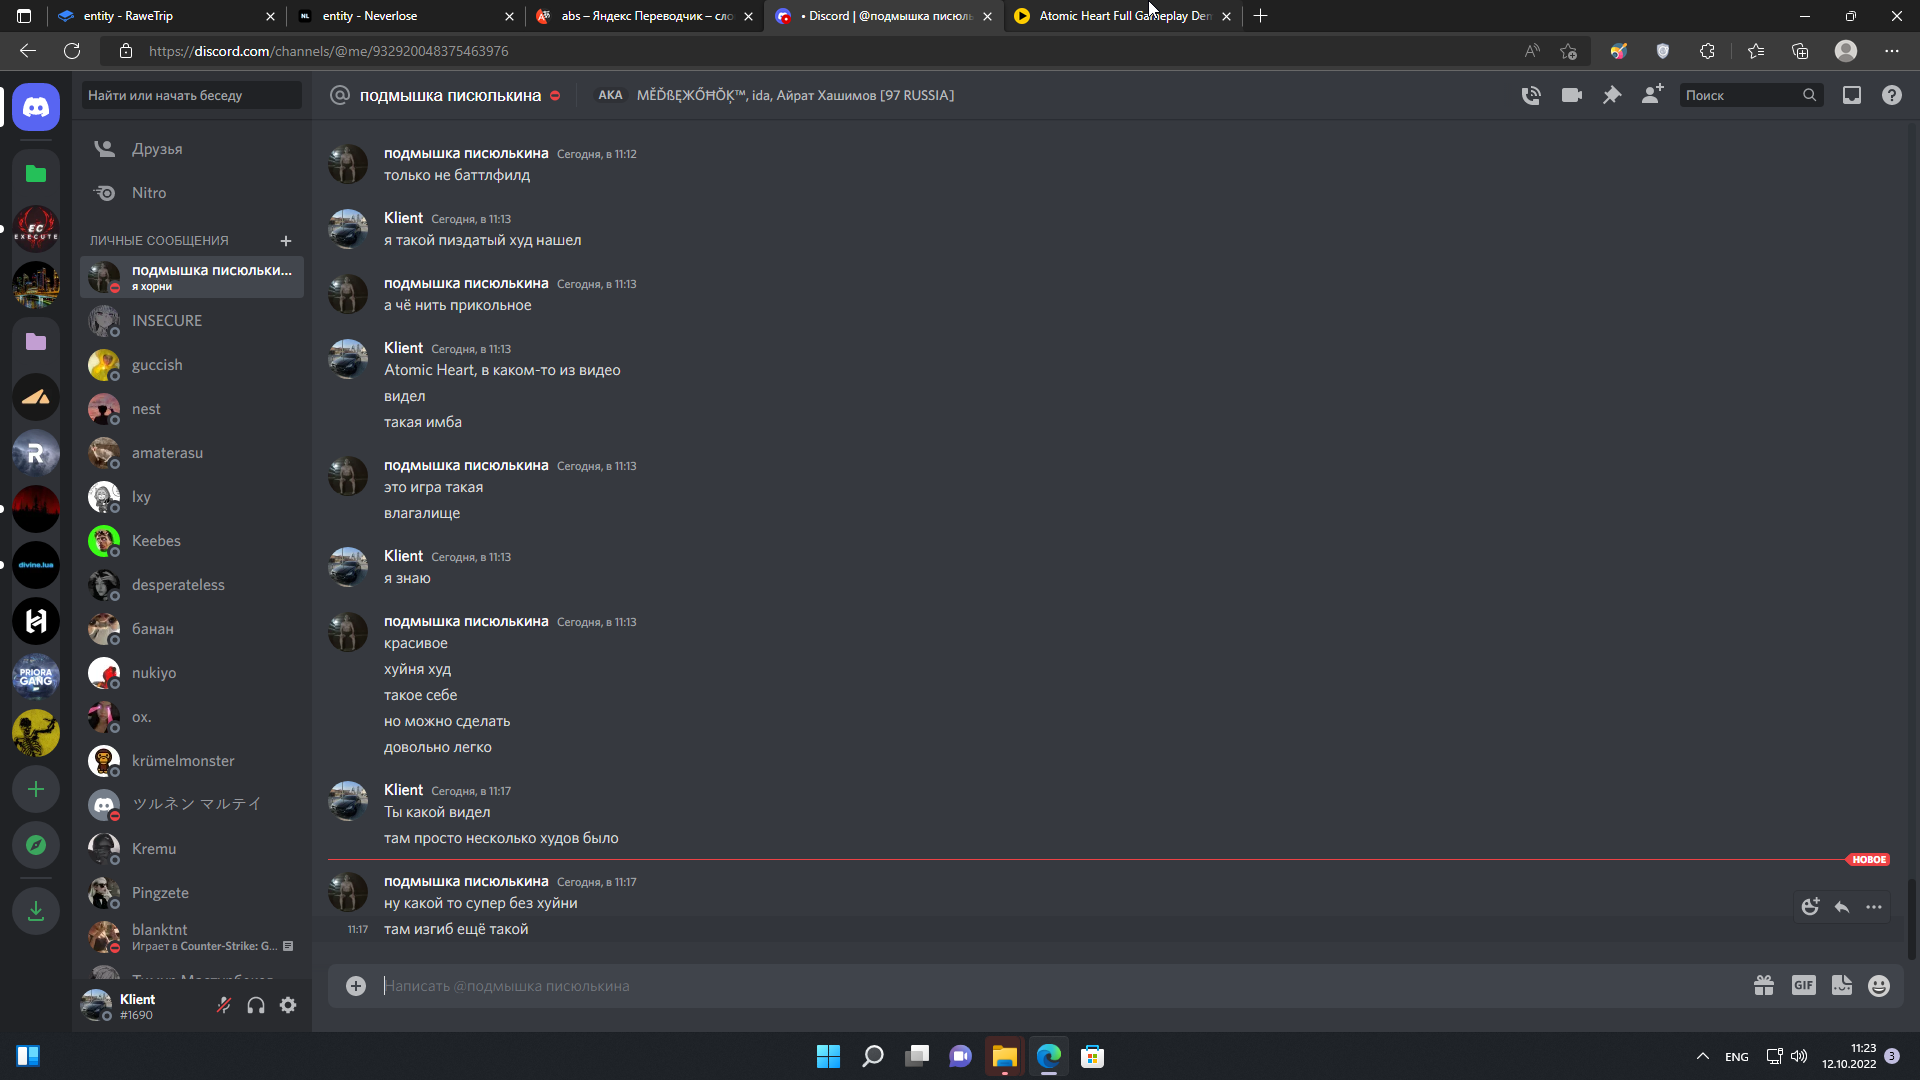 entity - RaweTrip
entity - Neverlose
abs – Яндекс Переводчик – сло
• Discord | @подмышка писюль
Atomic Heart Full Gameplay Dem
https://discord.com/channels/@me/932920048375463976
Найти или начать беседу
Друзья
Nitro
ЛИЧНЫЕ СООБЩЕНИЯ
подмышка писюльки...
я хорни
INSECURE
guccish
nest
amaterasu
lxy
Keebes
desperateless
банан
nukiyo
ox.
krümelmonster
ツルネン マルテイ
Kremu
Pingzete
blanktnt
Играет в Counter-Strike: G...
Klient
#1690
EC
EXECUTE
R
divine.lua
PRIORA
GANG
подмышка писюлькина
AKA
MĚĎßĘЖŐĦŎĶ™, ida, Айрат Хашимов [97 RUSSIA]
Поиск
подмышка писюлькина Сегодня, в 11:12
только не баттлфилд
Klient Сегодня, в 11:13
я такой пиздатый худ нашел
подмышка писюлькина Сегодня, в 11:13
а чё нить прикольное
Klient Сегодня, в 11:13
Atomic Heart, в каком-то из видео
видел
такая имба
подмышка писюлькина Сегодня, в 11:13
это игра такая
влагалище
Klient Сегодня, в 11:13
я знаю
подмышка писюлькина Сегодня, в 11:13
красивое
хуйня худ
такое себе
но можно сделать
довольно легко
Klient Сегодня, в 11:17
Ты какой видел
там просто несколько худов было
НОВОЕ
подмышка писюлькина Сегодня, в 11:17
ну какой то супер без хуйни
11:17 там изгиб ещё такой
Написать @подмышка писюлькина
GIF
ENG
11:23
12.10.2022
3